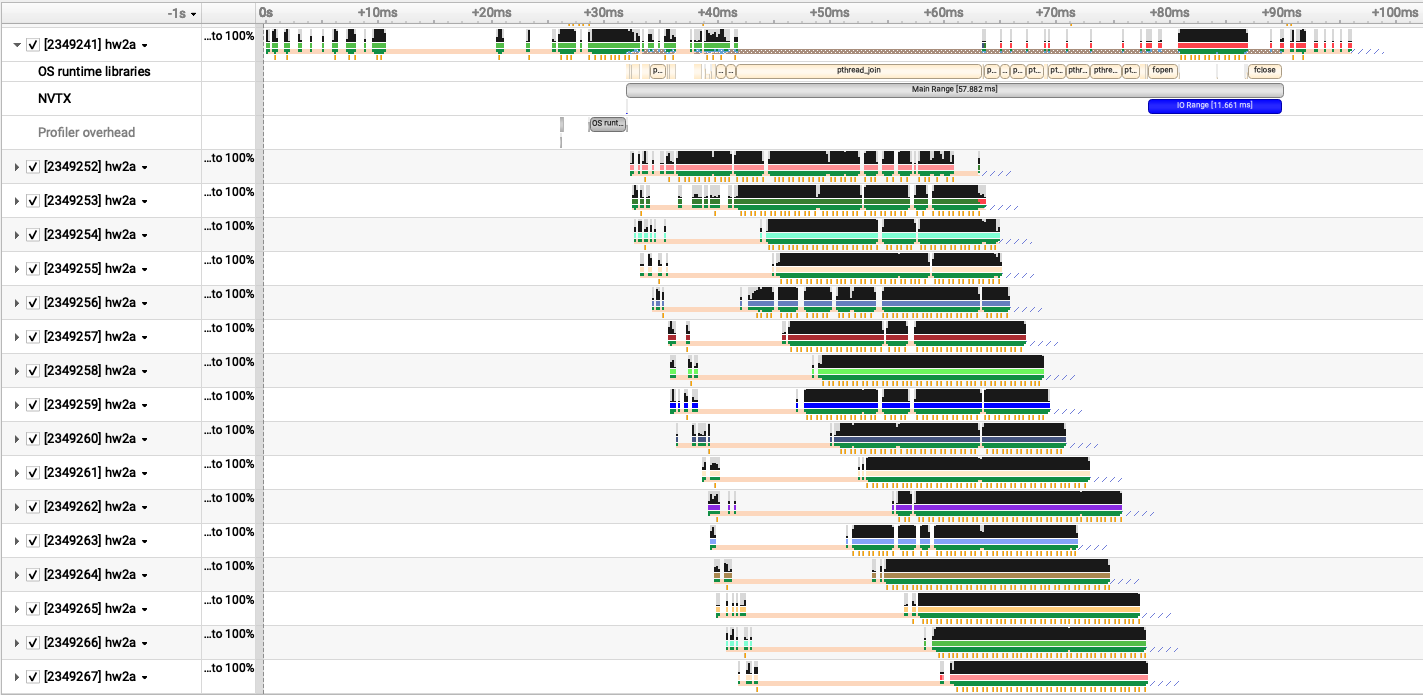 -1s 0s +10ms +20ms +30ms +40ms +50ms +60ms +70ms +80ms +90ms +100ms
[2349241] hw2a ...to 100%
OS runtime libraries p... ... ... pthread_join p... ... p... pt... pt... pthr... pthre... pt... fopen fclose
NVTX Main Range [57.882 ms]
IO Range [11.661 ms]
Profiler overhead OS runt...
[2349252] hw2a ...to 100%
[2349253] hw2a ...to 100%
[2349254] hw2a ...to 100%
[2349255] hw2a ...to 100%
[2349256] hw2a ...to 100%
[2349257] hw2a ...to 100%
[2349258] hw2a ...to 100%
[2349259] hw2a ...to 100%
[2349260] hw2a ...to 100%
[2349261] hw2a ...to 100%
[2349262] hw2a ...to 100%
[2349263] hw2a ...to 100%
[2349264] hw2a ...to 100%
[2349265] hw2a ...to 100%
[2349266] hw2a ...to 100%
[2349267] hw2a ...to 100%